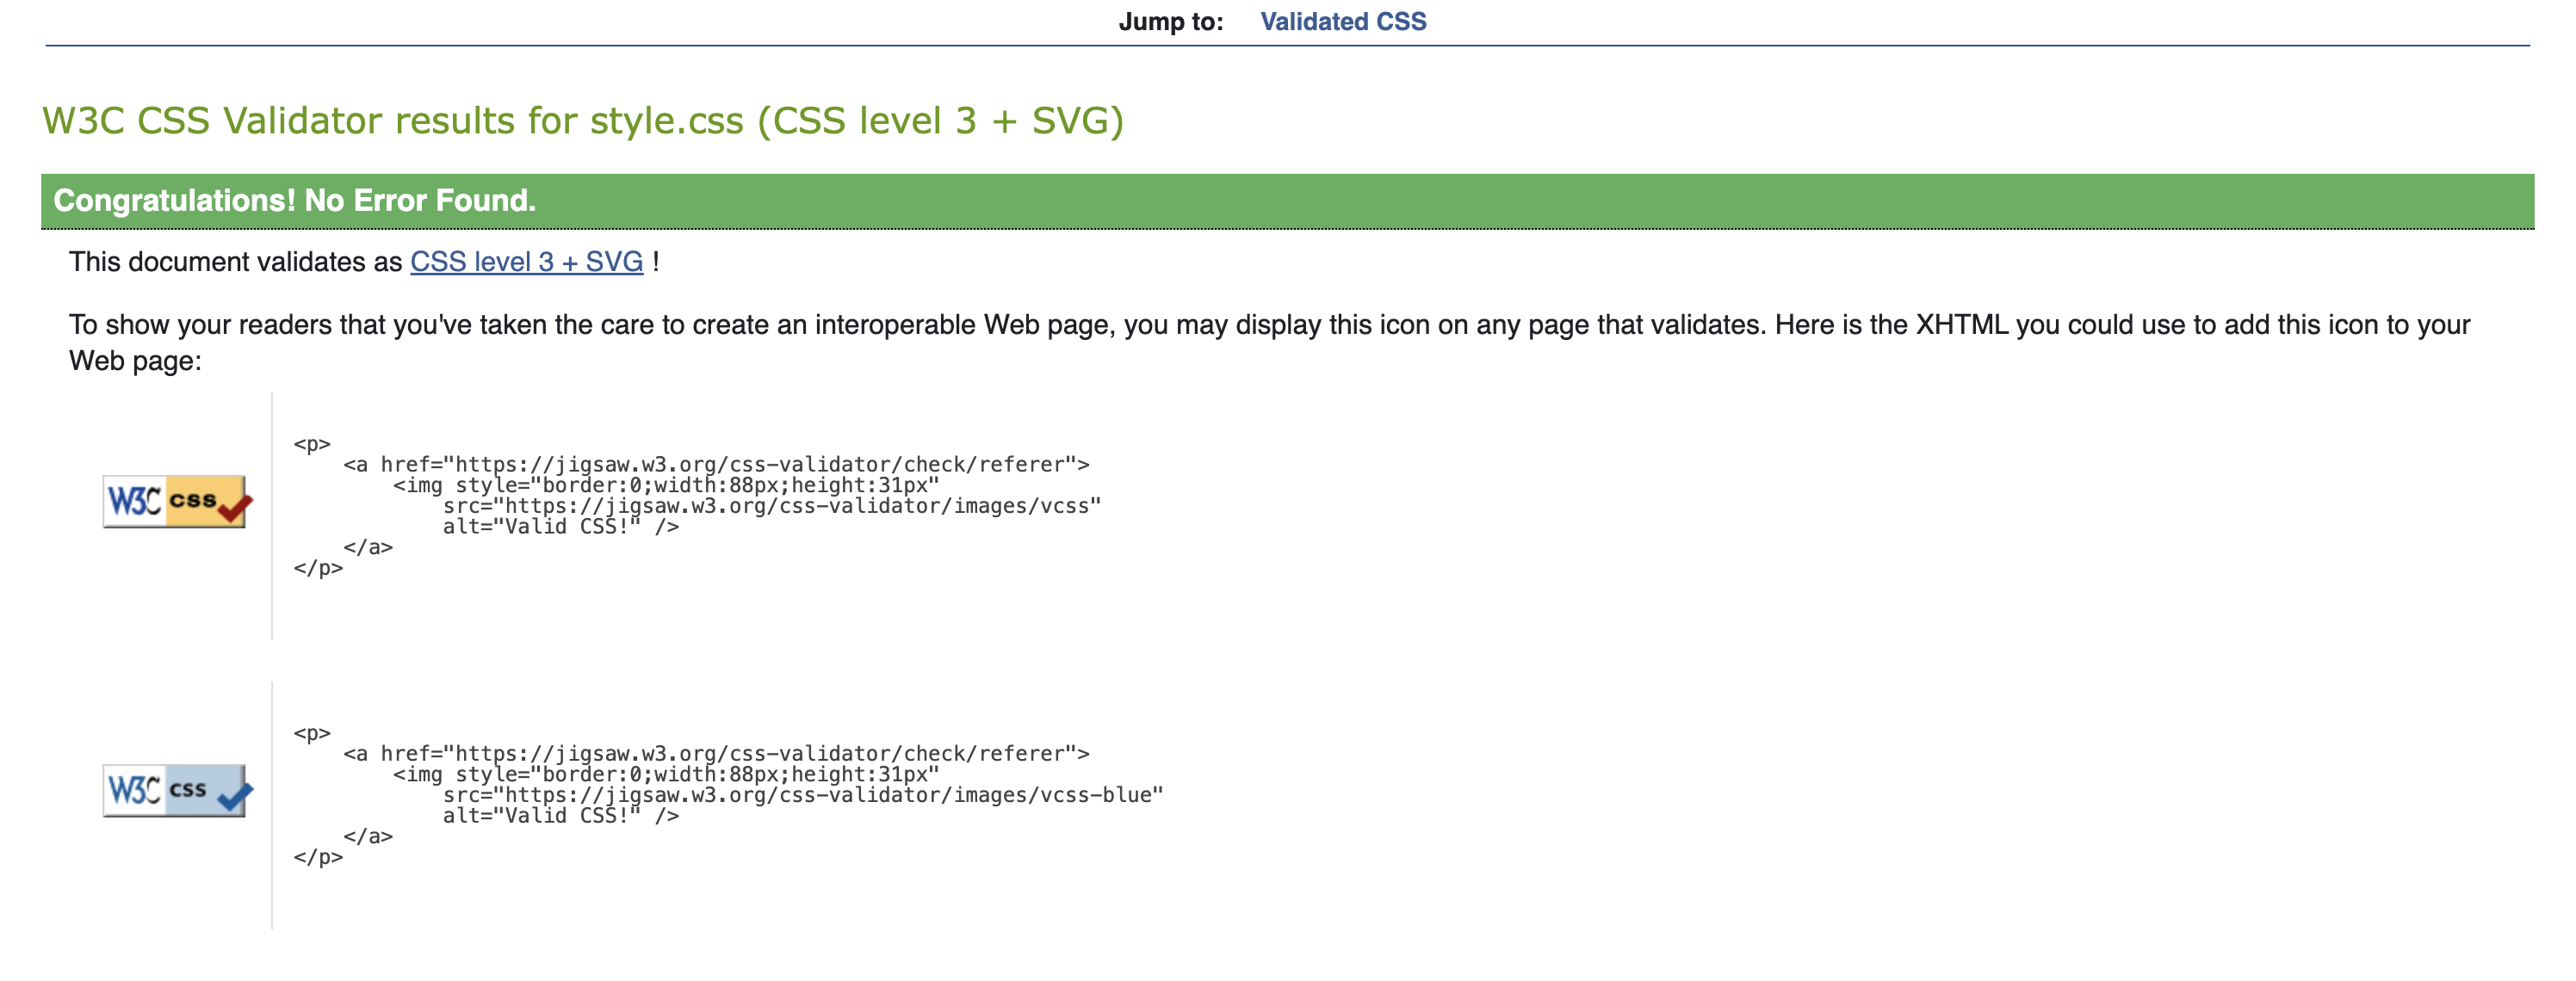 Jump to: Validated CSS
W3C CSS Validator results for style.css (CSS level 3 + SVG)
Congratulations! No Error Found.
This document validates as CSS level 3 + SVG !
To show your readers that you've taken the care to create an interoperable Web page, you may display this icon on any page that validates. Here is the XHTML you could use to add this icon to your
Web page:
W3C css
<p>
    <a href="https://jigsaw.w3.org/css-validator/check/referer">
        <img style="border:0;width:88px;height:31px"
            src="https://jigsaw.w3.org/css-validator/images/vcss"
            alt="Valid CSS!" />
    </a>
</p>
W3C css
<p>
    <a href="https://jigsaw.w3.org/css-validator/check/referer">
        <img style="border:0;width:88px;height:31px"
            src="https://jigsaw.w3.org/css-validator/images/vcss-blue"
            alt="Valid CSS!" />
    </a>
</p>